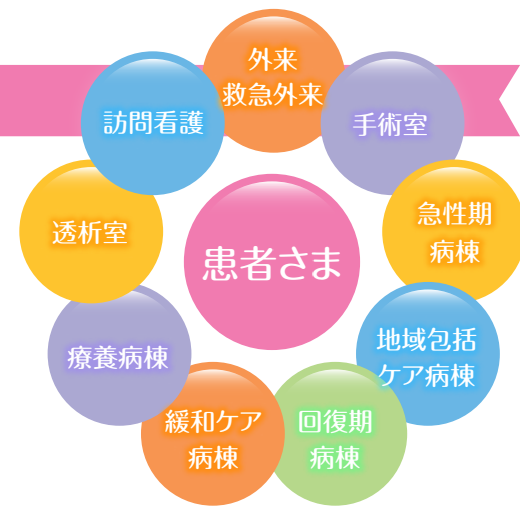 外来
救急外来
手術室
急性期
病棟
地域包括
ケア病棟
回復期
病棟
緩和ケア
病棟
療養病棟
透析室
訪問看護
患者さま